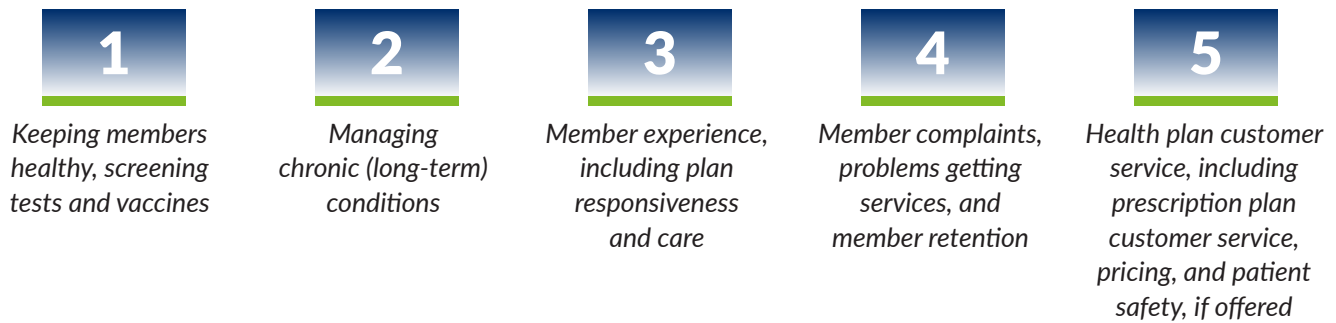 1
Keeping members
healthy, screening
tests and vaccines
2
Managing
chronic (long-term)
conditions
3
Member experience,
including plan
responsiveness
and care
4
Member complaints,
problems getting
services, and
member retention
5
Health plan customer
service, including
prescription plan
customer service,
pricing, and patient
safety, if offered